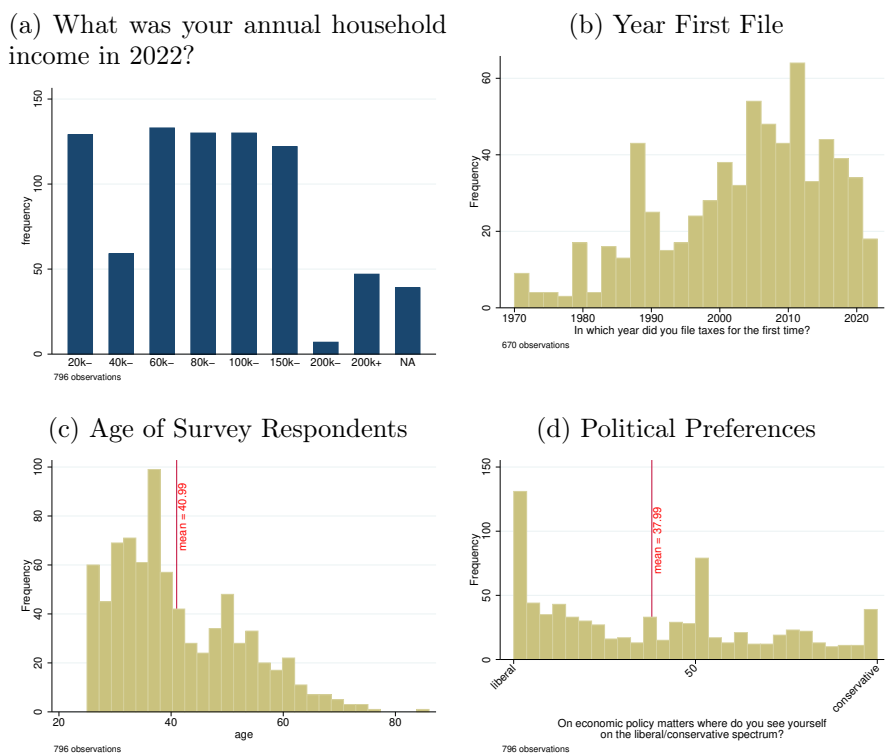 (a) What was your annual household
income in 2022?
150
100
50
0
frequency
20k− 40k− 60k− 80k− 100k− 150k− 200k− 200k+ NA
796 observations
(b) Year First File
60
40
20
0
Frequency
1970 1980 1990 2000 2010 2020
In which year did you file taxes for the first time?
670 observations
(c) Age of Survey Respondents
100
80
60
40
20
0
Frequency
mean = 40.99
20 40 60 80
age
796 observations
(d) Political Preferences
150
100
50
0
Frequency
mean = 37.99
liberal 50 conservative
On economic policy matters where do you see yourself
on the liberal/conservative spectrum?
796 observations